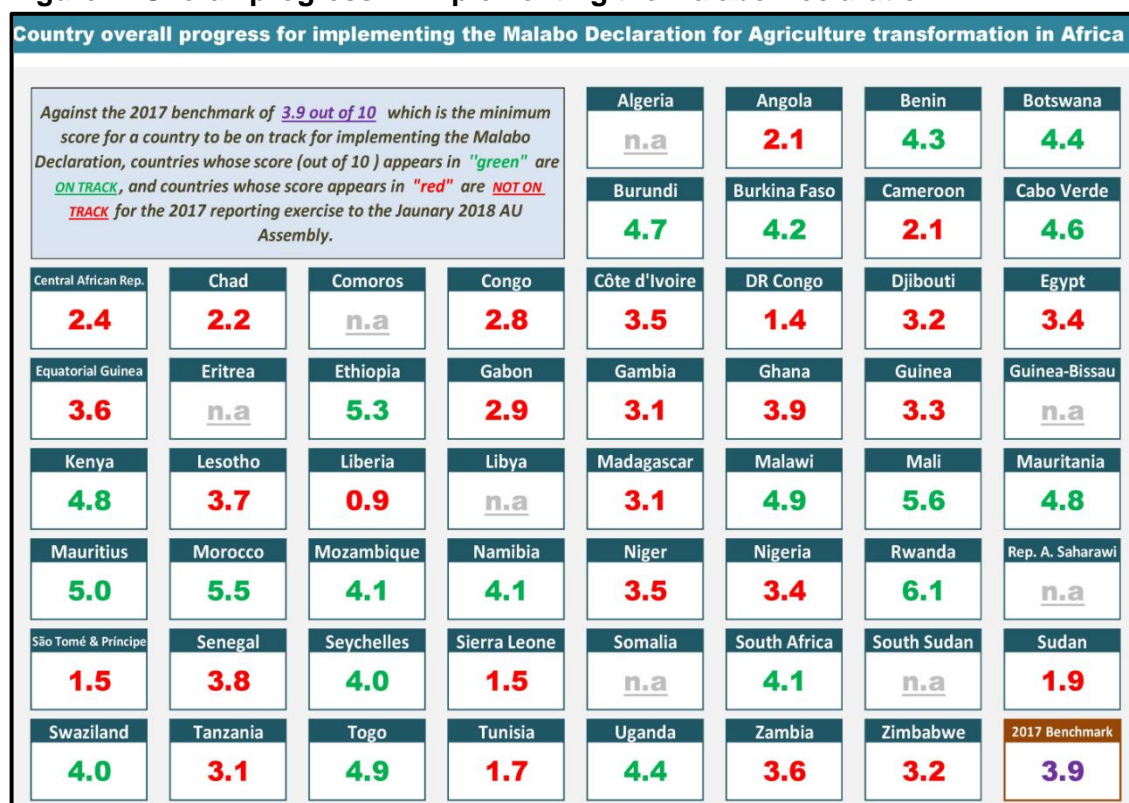 Country overall progress for implementing the Malabo Declaration for Agriculture transformation in Africa
Against the 2017 benchmark of 3.9 out of 10 which is the minimum
score for a country to be on track for implementing the Malabo
Declaration, countries whose score (out of 10 ) appears in "green" are
ON TRACK, and countries whose score appears in "red" are NOT ON
TRACK for the 2017 reporting exercise to the Jaunary 2018 AU
Assembly.
Algeria Angola Benin Botswana
n.a 2.1 4.3 4.4
Burundi Burkina Faso Cameroon Cabo Verde
4.7 4.2 2.1 4.6
Central African Rep. Chad Comoros Congo Côte d'Ivoire DR Congo Djibouti Egypt
2.4 2.2 n.a 2.8 3.5 1.4 3.2 3.4
Equatorial Guinea Eritrea Ethiopia Gabon Gambia Ghana Guinea Guinea-Bissau
3.6 n.a 5.3 2.9 3.1 3.9 3.3 n.a
Kenya Lesotho Liberia Libya Madagascar Malawi Mali Mauritania
4.8 3.7 0.9 n.a 3.1 4.9 5.6 4.8
Mauritius Morocco Mozambique Namibia Niger Nigeria Rwanda Rep. A. Saharawi
5.0 5.5 4.1 4.1 3.5 3.4 6.1 n.a
São Tomé & Príncipe Senegal Seychelles Sierra Leone Somalia South Africa South Sudan Sudan
1.5 3.8 4.0 1.5 n.a 4.1 n.a 1.9
Swaziland Tanzania Togo Tunisia Uganda Zambia Zimbabwe 2017 Benchmark
4.0 3.1 4.9 1.7 4.4 3.6 3.2 3.9